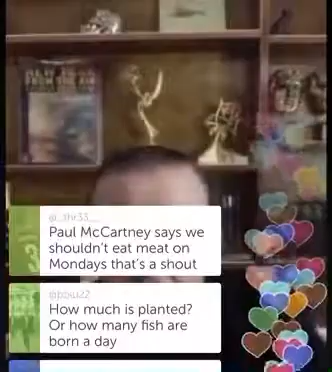 @_thr33__
Paul McCartney says we
shouldn't eat meat on
Mondays that's a shout
How much is planted?
Or how many fish are
born a day